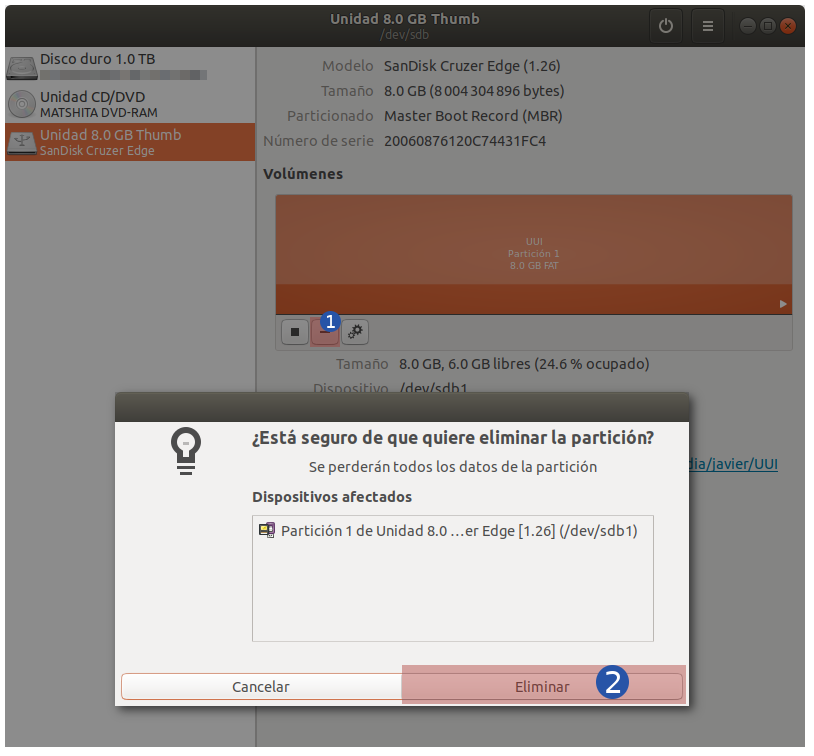 Unidad 8.0 GB Thumb
/dev/sdb
Disco duro 1.0 TB
Unidad CD/DVD
MATSHITA DVD-RAM
Unidad 8.0 GB Thumb
SanDisk Cruzer Edge
Modelo SanDisk Cruzer Edge (1.26)
Tamaño 8.0 GB (8 004 304 896 bytes)
Particionado Master Boot Record (MBR)
Número de serie 20060876120C74431FC4
Volúmenes
UUI
Partición 1
8.0 GB FAT
1
Tamaño 8.0 GB, 6.0 GB libres (24.6 % ocupado)
Dispositivo /dev/sdb1
dia/javier/UUI
¿Está seguro de que quiere eliminar la partición?
Se perderán todos los datos de la partición
Dispositivos afectados
Partición 1 de Unidad 8.0 …er Edge [1.26] (/dev/sdb1)
Cancelar
Eliminar 2